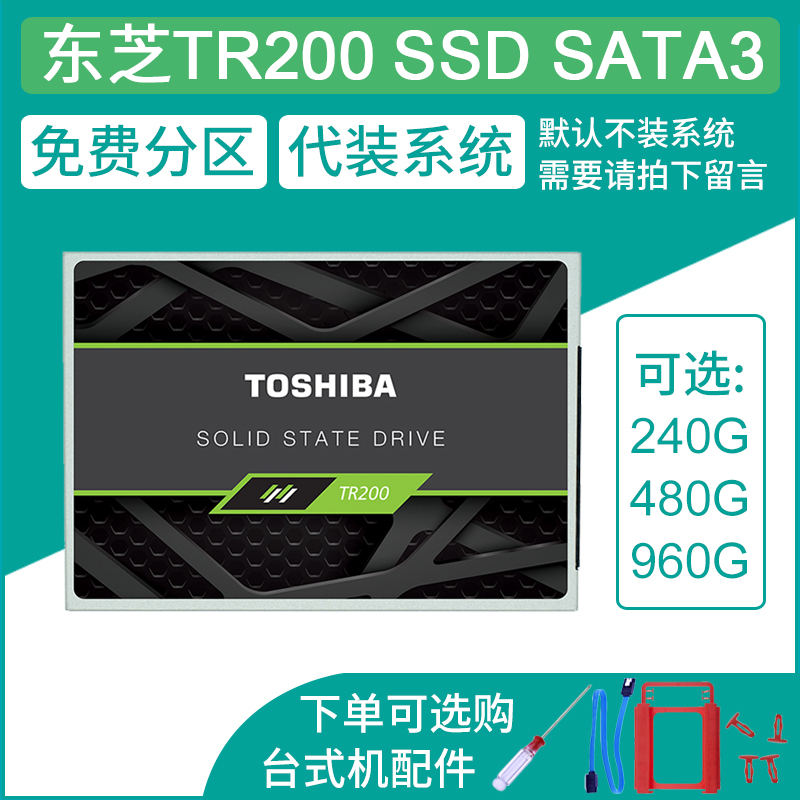 东芝TR200 SSD SATA3
免费分区
代装系统
默认不装系统
需要请拍下留言
TOSHIBA
SOLID STATE DRIVE
TR200
可选:
240G
480G
960G
下单可选购
台式机配件